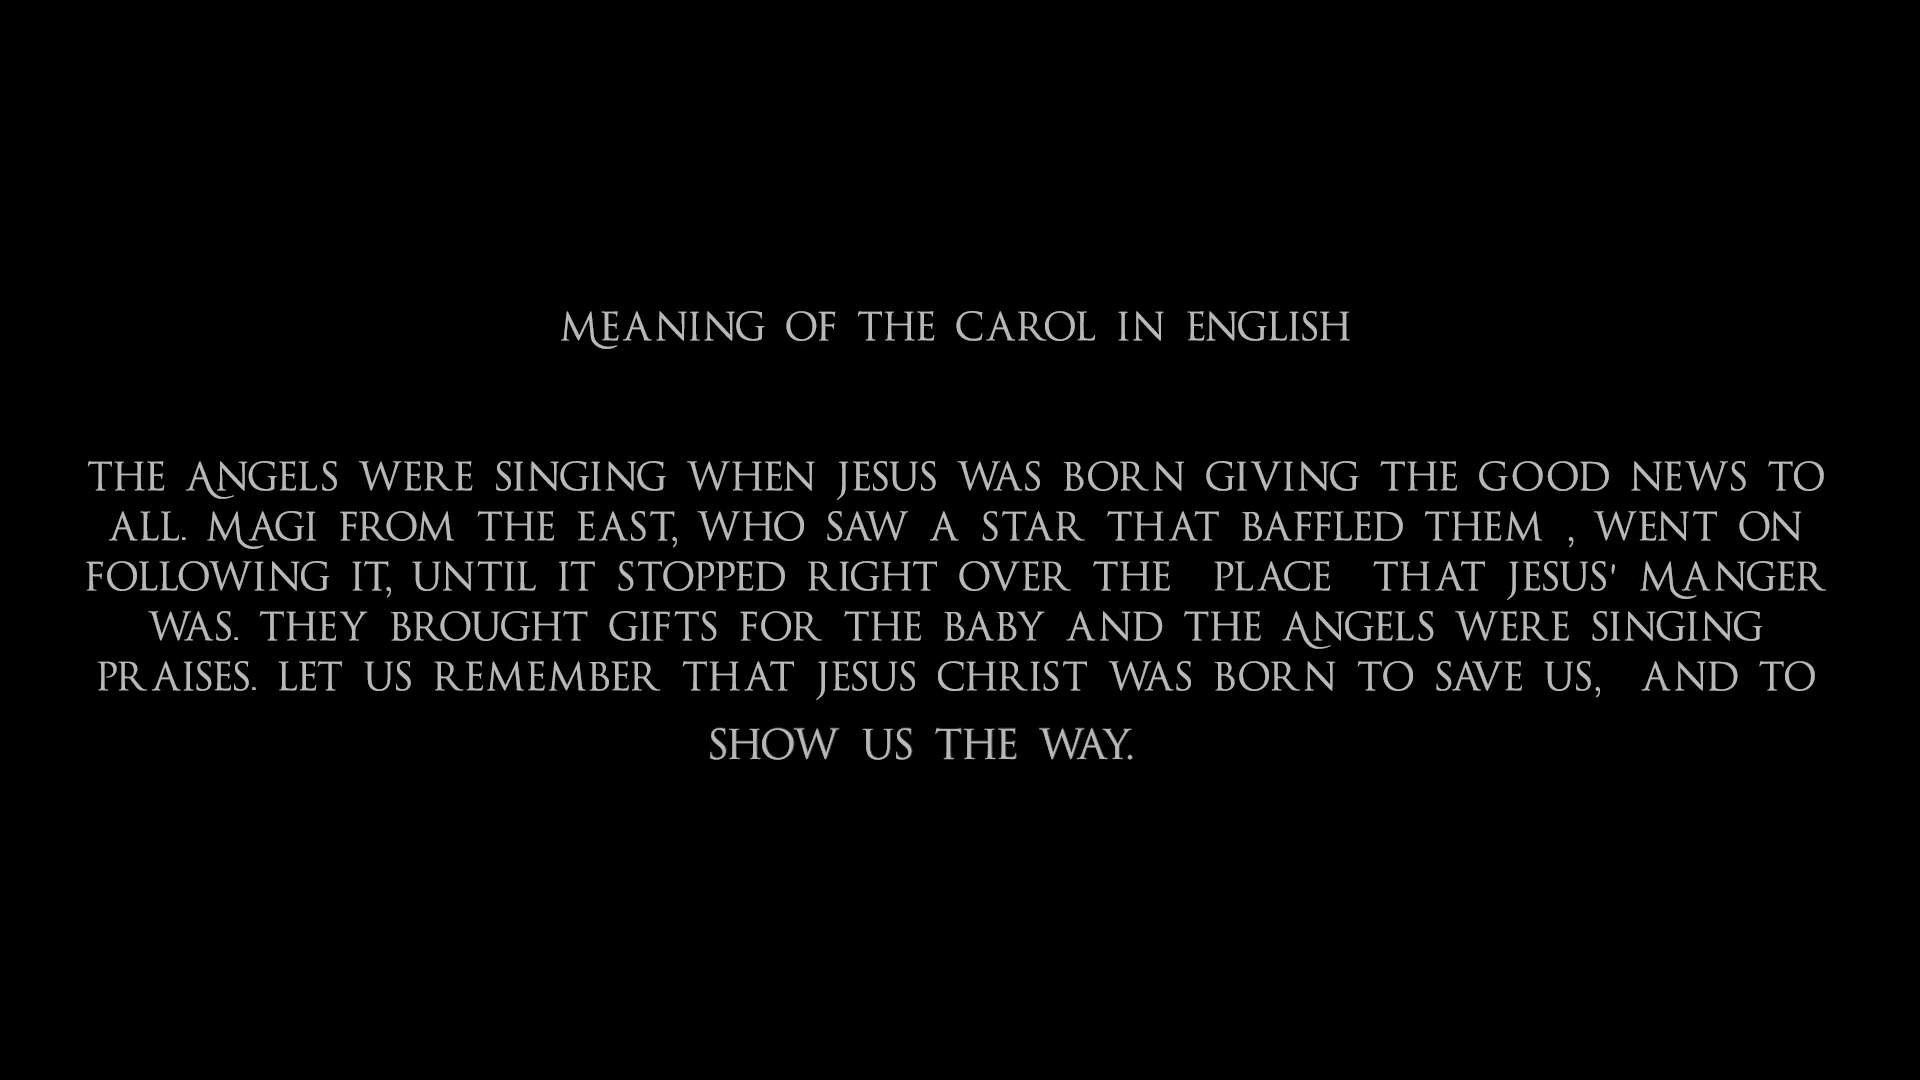 MEANING OF THE CAROL IN ENGLISH
THE ANGELS WERE SINGING WHEN JESUS WAS BORN GIVING THE GOOD NEWS TO
ALL. MAGI FROM THE EAST, WHO SAW A STAR THAT BAFFLED THEM , WENT ON
FOLLOWING IT, UNTIL IT STOPPED RIGHT OVER THE PLACE THAT JESUS' MANGER
WAS. THEY BROUGHT GIFTS FOR THE BABY AND THE ANGELS WERE SINGING
PRAISES. LET US REMEMBER THAT JESUS CHRIST WAS BORN TO SAVE US, AND TO
SHOW US THE WAY.